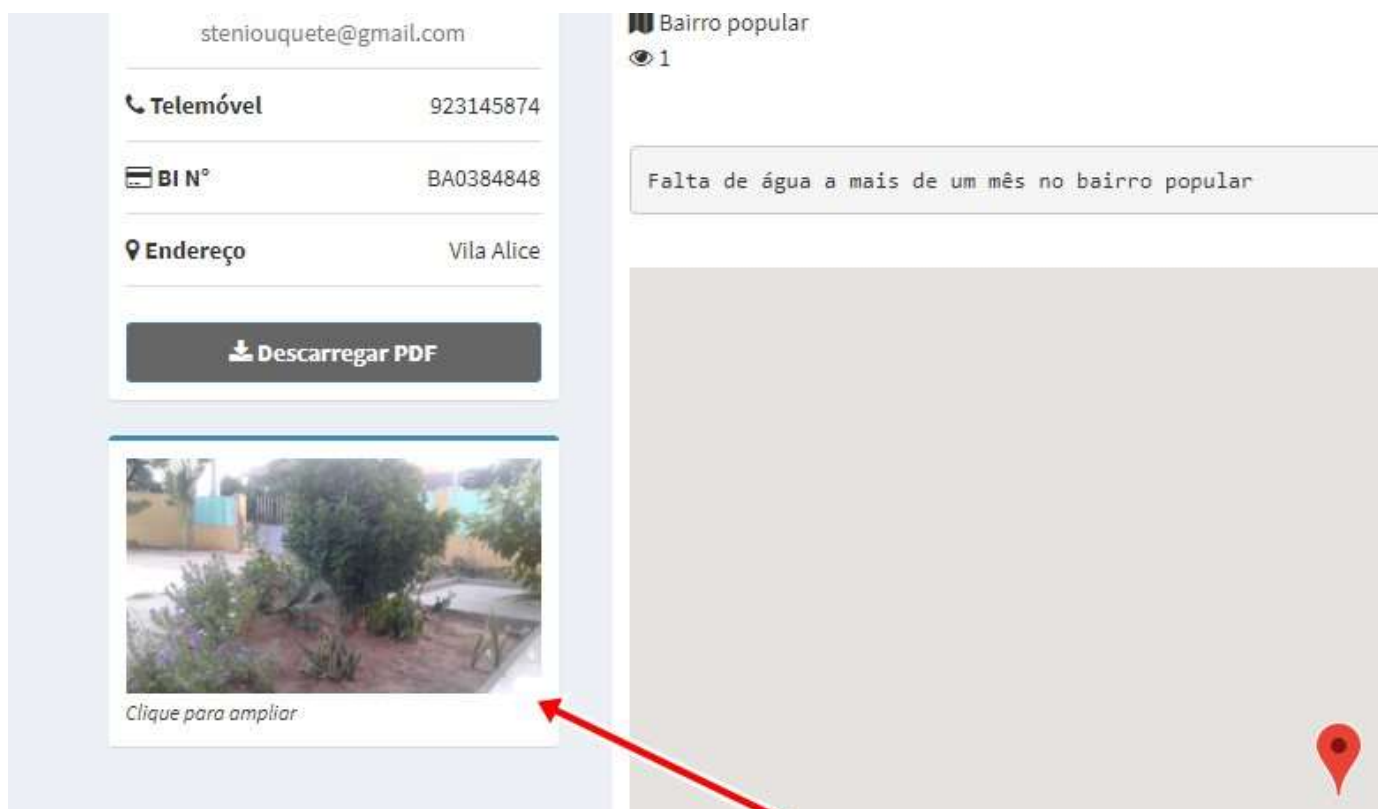 steniouquete@gmail.com
Telemóvel 923145874
BI N° BA0384848
Endereço Vila Alice
Descarregar PDF
Clique para ampliar
Bairro popular
1
Falta de água a mais de um mês no bairro popular